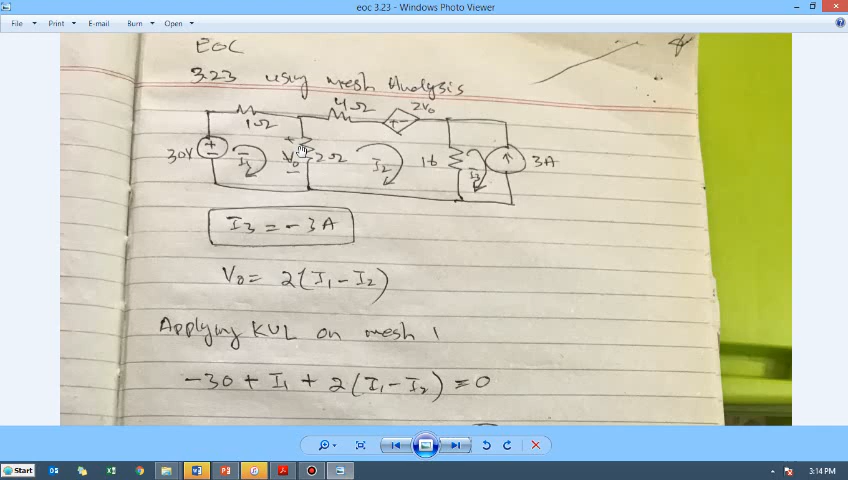 eoc 3.23 - Windows Photo Viewer
File Print E-mail Burn Open
EOC
3.23 using mesh Analysis
1Ω 4Ω 2V0
+ -
30V + - I1 + V0 - 2Ω I2 16 I3 3A
I3 = -3A
V0 = 2(I1-I2)
Applying KVL on mesh 1
-30 + I1 + 2(I1-I2) = 0
Start
3:14 PM